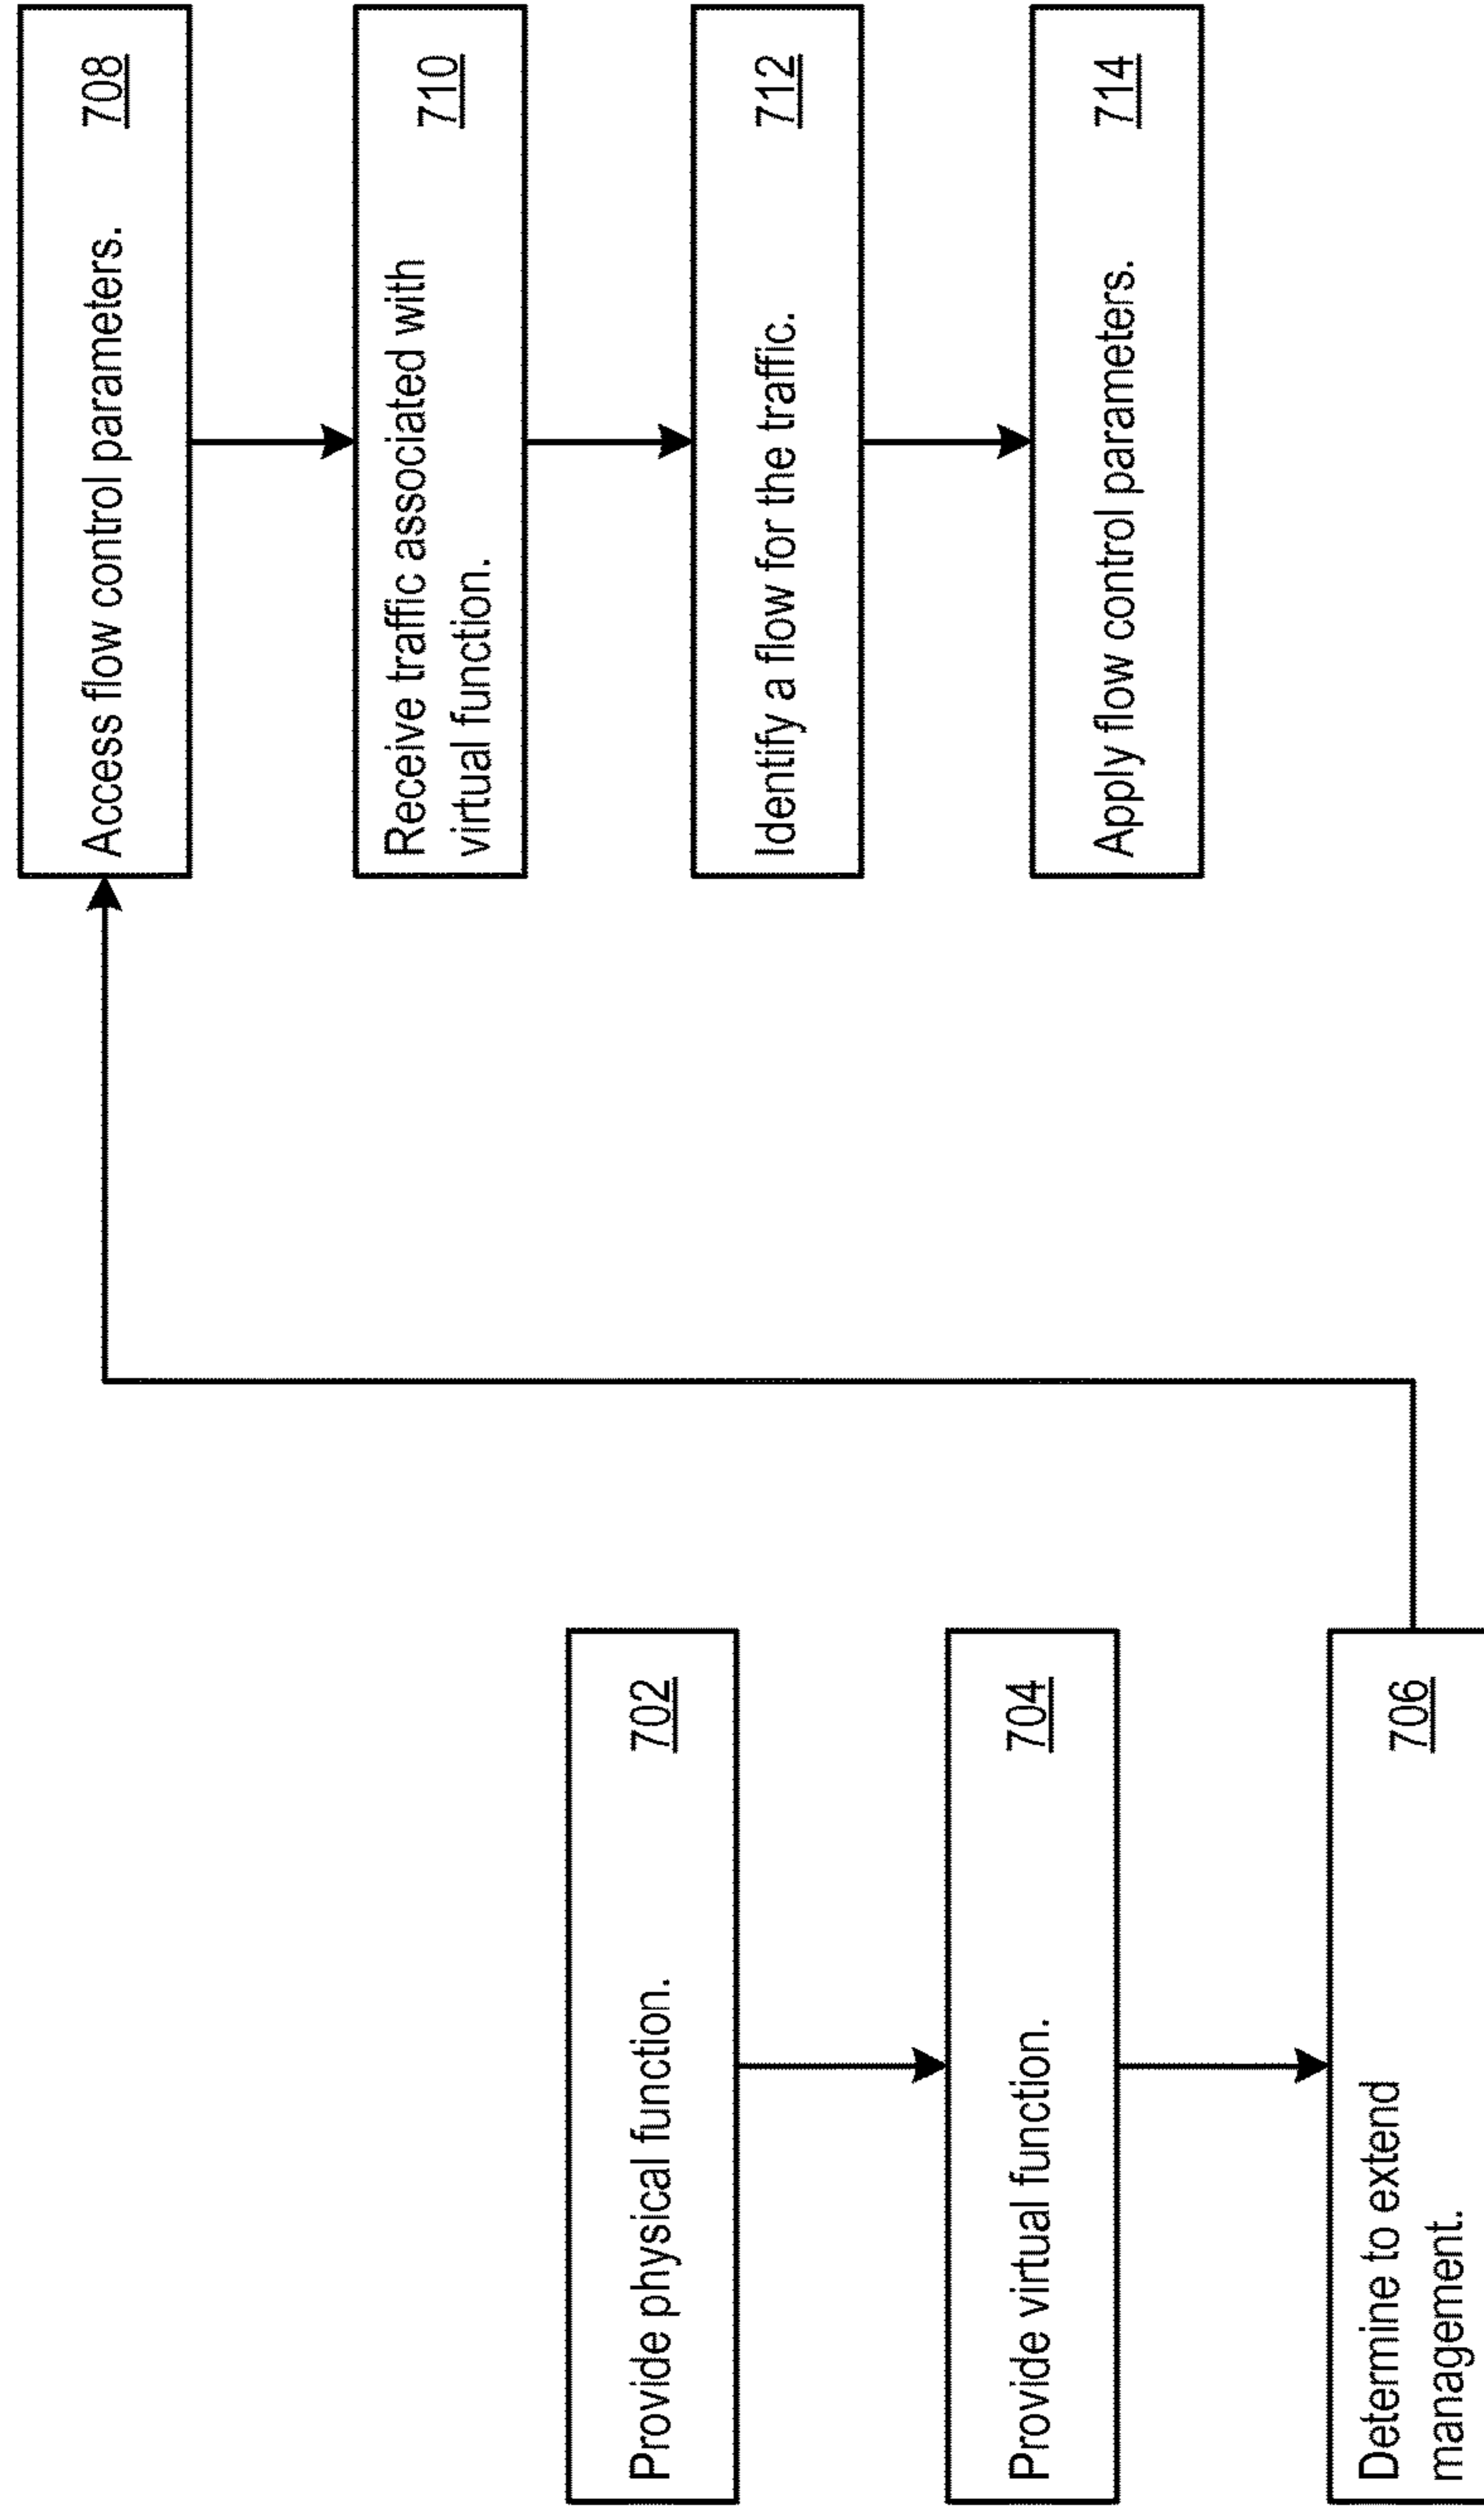 Provide physical function. 702
Provide virtual function. 704
Determine to extend 706
management.
Access flow control parameters. 708
Receive traffic associated with 710
virtual function.
Identify a flow for the traffic. 712
Apply flow control parameters. 714